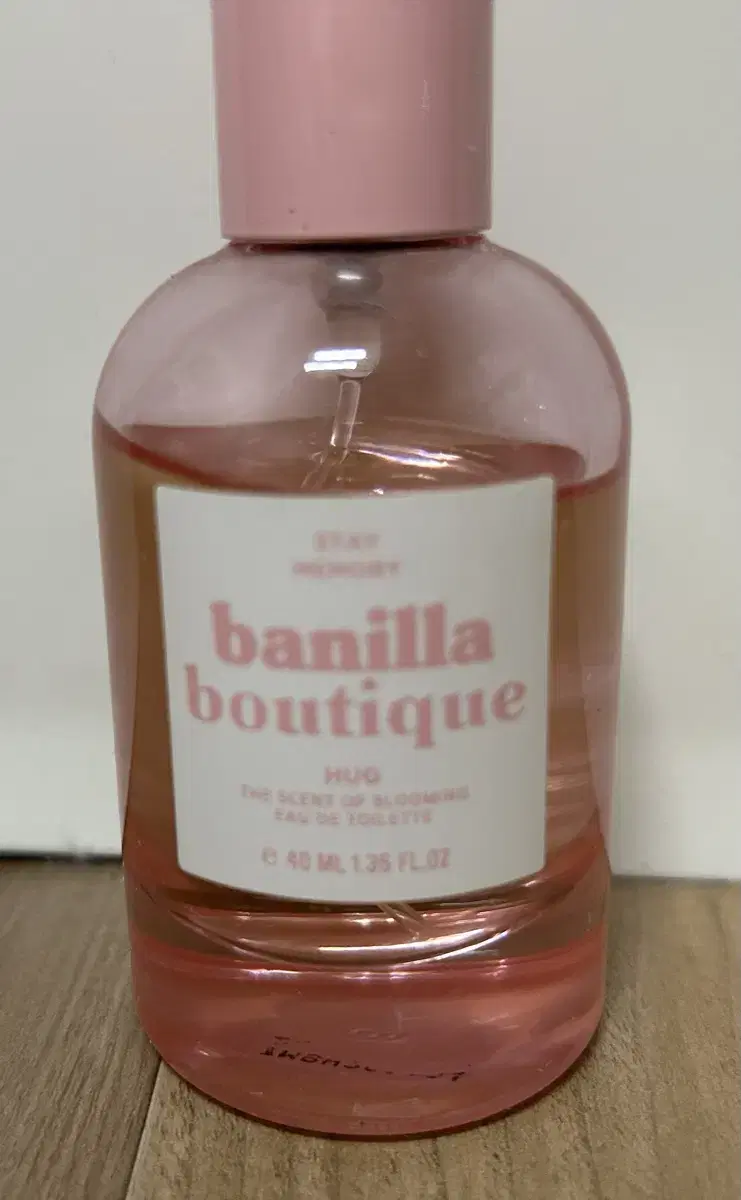 STAY
MEMORY
banilla
boutique
HUG
THE SCENT OF BLOOMING
EAU DE TOILETTE
e 40 ML 1.35 FL.OZ